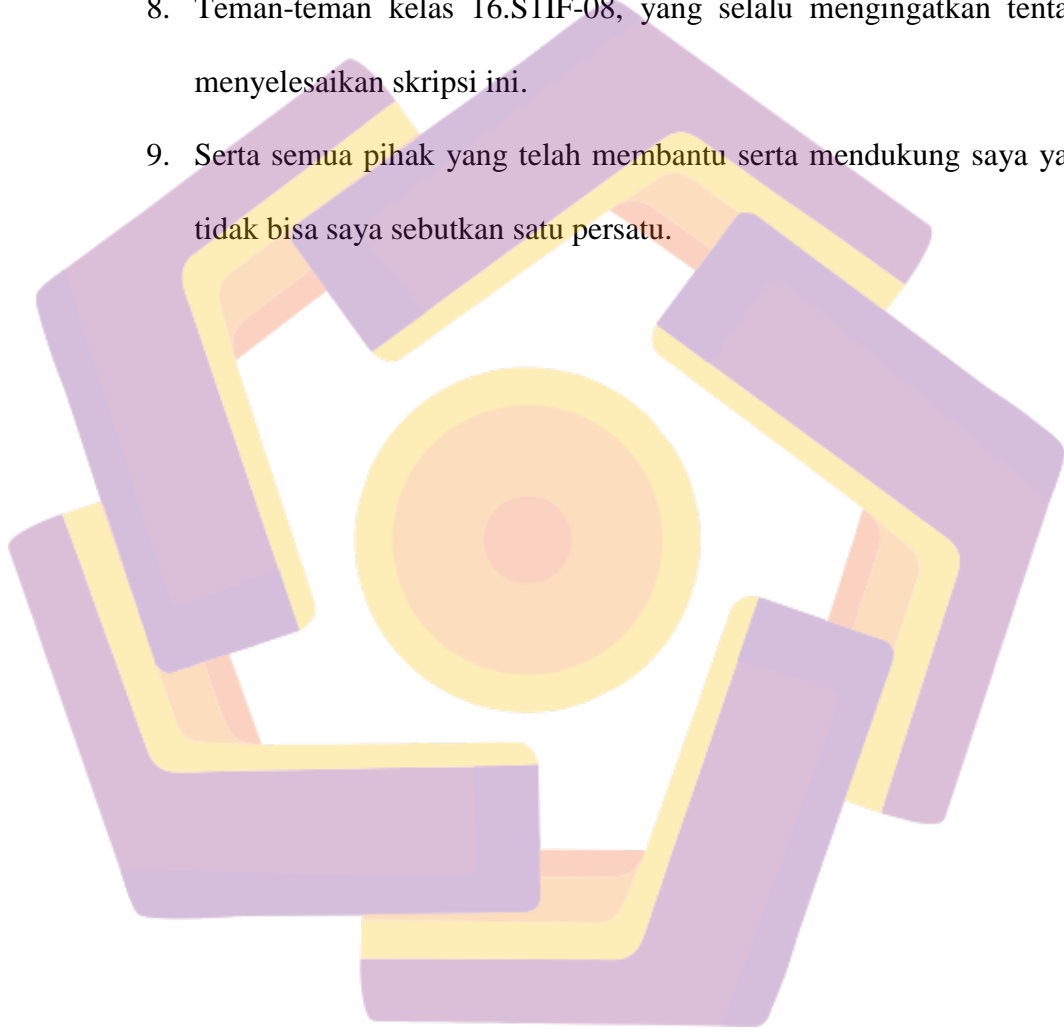 8. Teman-teman kelas 16.S1IF-08, yang selalu mengingatkan tenta
menyelesaikan skripsi ini.
9. Serta semua pihak yang telah membantu serta mendukung saya ya
tidak bisa saya sebutkan satu persatu.